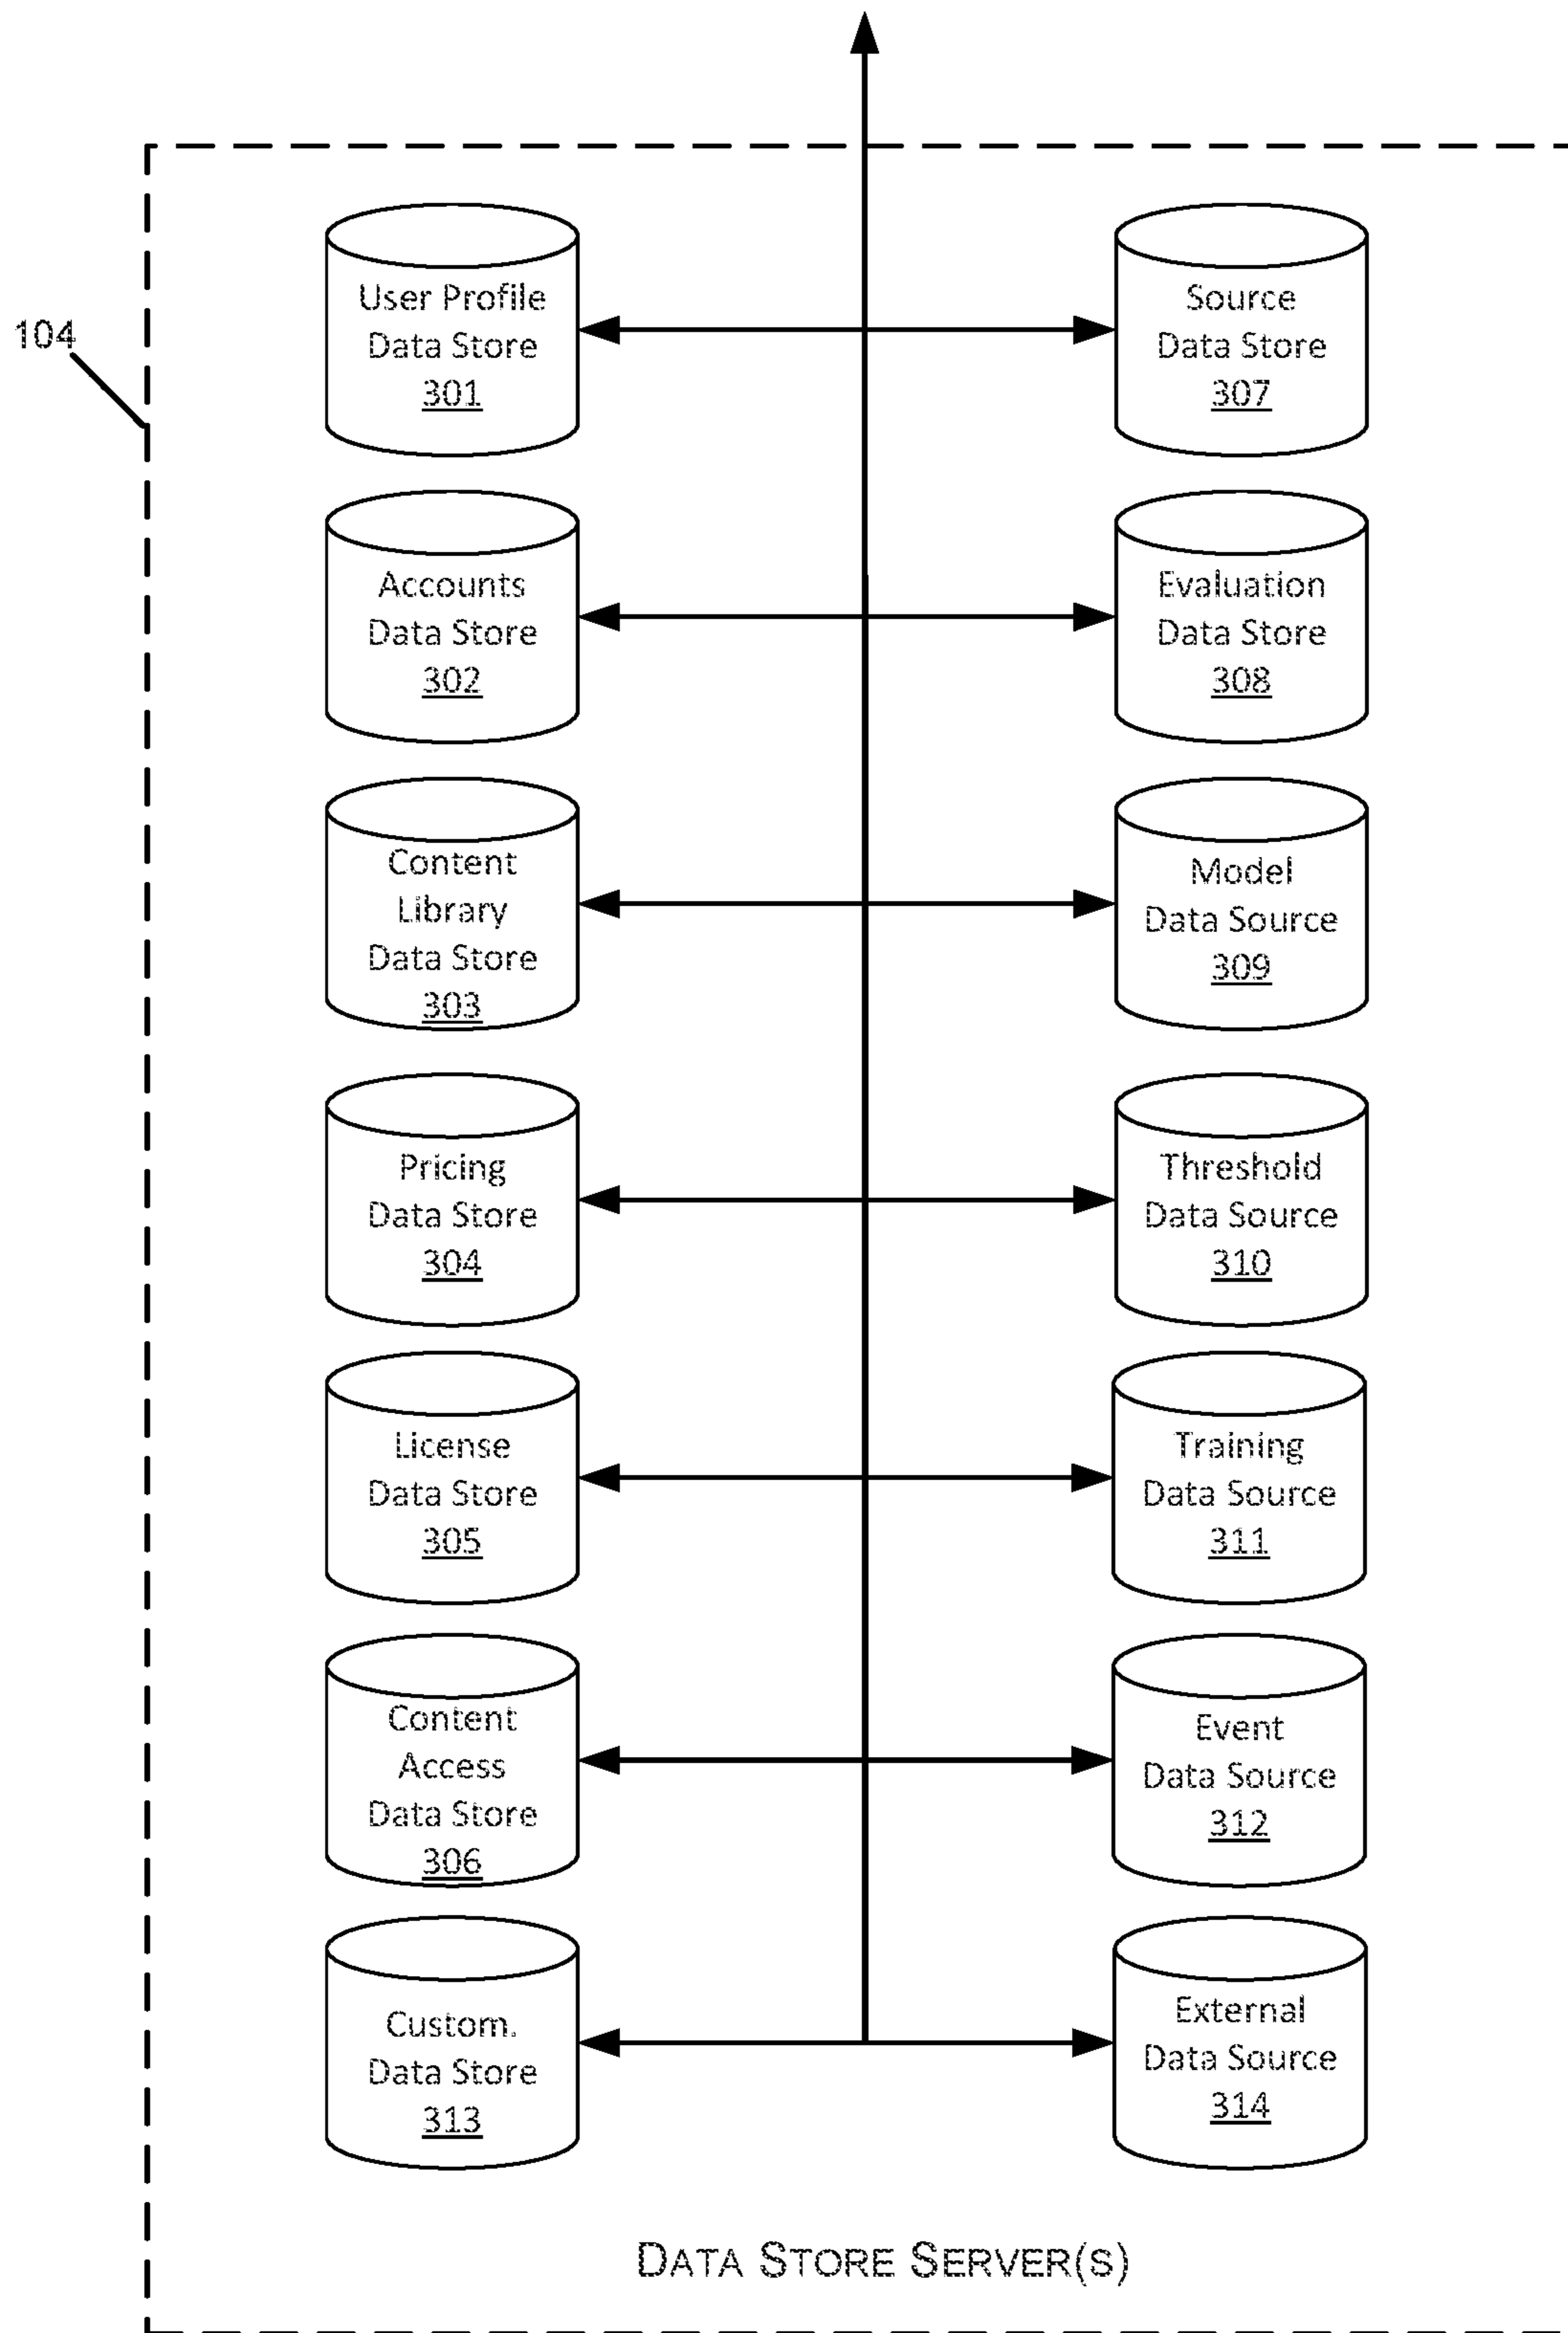 104
User Profile
Data Store
301
Source
Data Store
307
Accounts
Data Store
302
Evaluation
Data Store
308
Content
Library
Data Store
303
Model
Data Source
309
Pricing
Data Store
304
Threshold
Data Source
310
License
Data Store
305
Training
Data Source
311
Content
Access
Data Store
306
Event
Data Source
312
Custom.
Data Store
313
External
Data Source
314
DATA STORE SERVER(S)